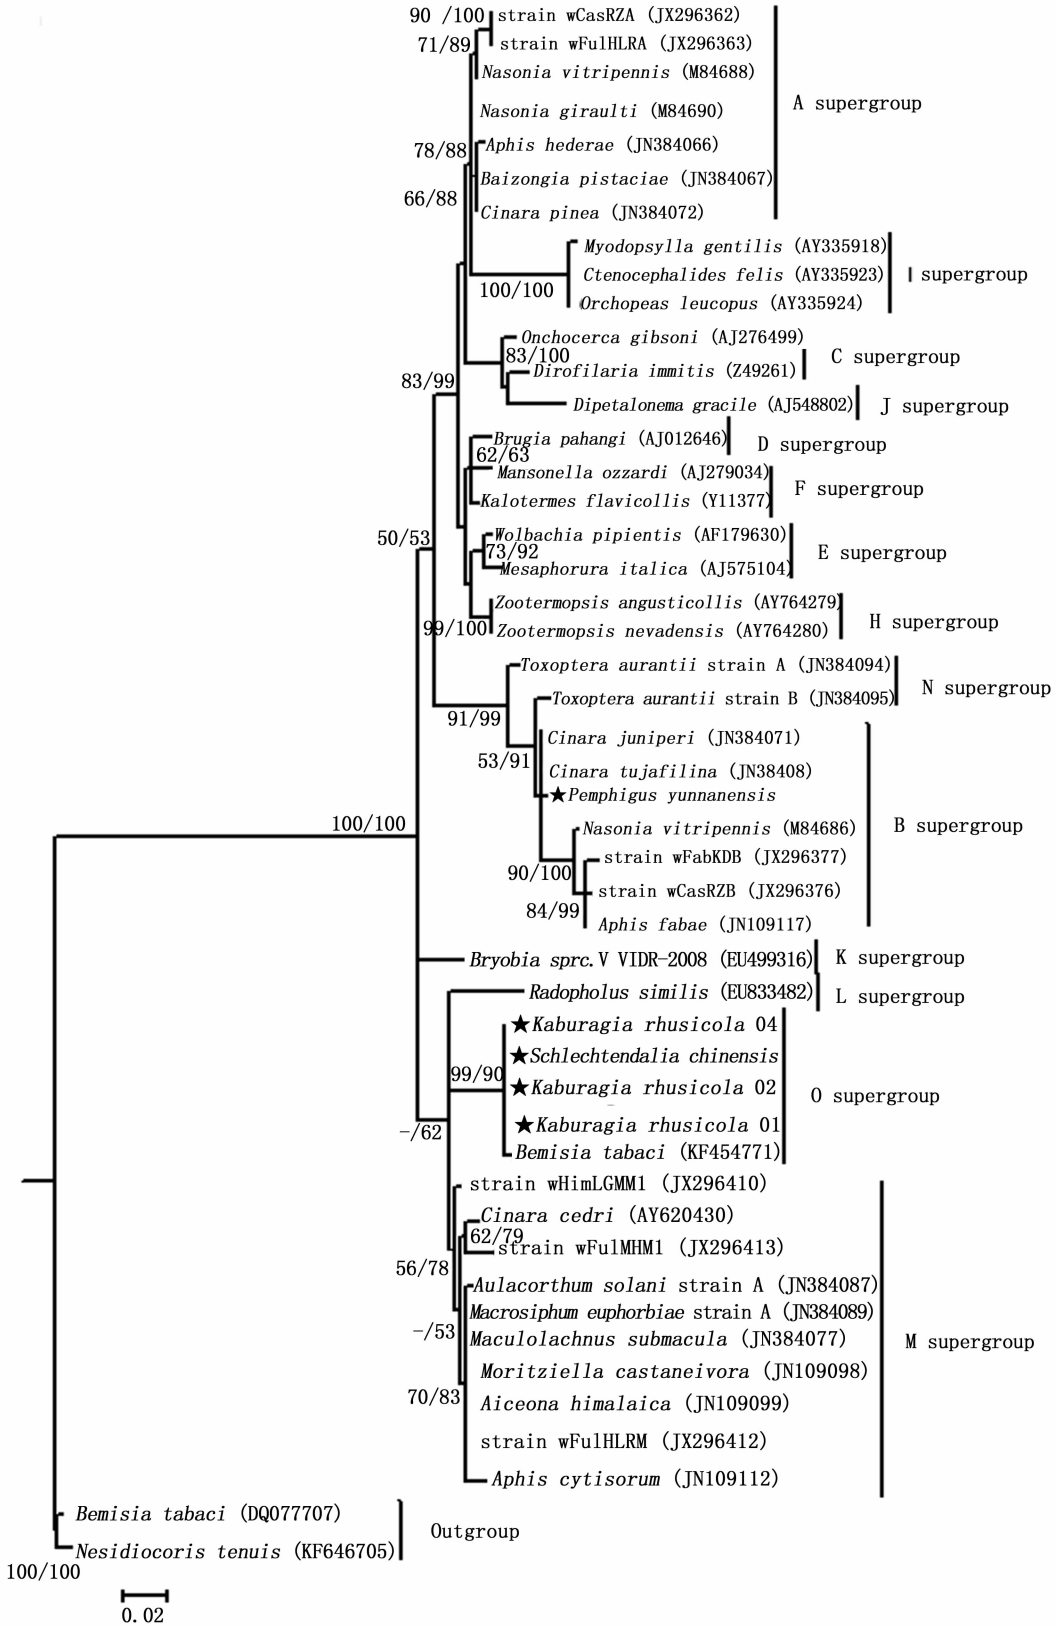 90 /100
strain wCasRZA (JX296362)
71/89
strain wFulHLRA (JX296363)
Nasonia vitripennis (M84688)
A supergroup
Nasonia giraulti (M84690)
78/88
Aphis hederae (JN384066)
Baizongia pistaciae (JN384067)
66/88
Cinara pinea (JN384072)
Myodopsylla gentilis (AY335918)
Ctenocephalides felis (AY335923)
I supergroup
100/100
Orchopeas leucopus (AY335924)
Onchocerca gibsoni (AJ276499)
83/100
C supergroup
Dirofilaria immitis (Z49261)
83/99
Dipetalonema gracile (AJ548802)
J supergroup
Brugia pahangi (AJ012646)
D supergroup
62/63
Mansonella ozzardi (AJ279034)
F supergroup
Kalotermes flavicollis (Y11377)
50/53
Wolbachia pipientis (AF179630)
73/92
E supergroup
Mesaphorura italica (AJ575104)
Zootermopsis angusticollis (AY764279)
H supergroup
99/100
Zootermopsis nevadensis (AY764280)
Toxoptera aurantii strain A (JN384094)
N supergroup
Toxoptera aurantii strain B (JN384095)
91/99
Cinara juniperi (JN384071)
53/91
Cinara tujafilina (JN38408)
★Pemphigus yunnanensis
100/100
Nasonia vitripennis (M84686)
B supergroup
strain wFabKDB (JX296377)
90/100
strain wCasRZB (JX296376)
84/99
Aphis fabae (JN109117)
Bryobia sprc.V VIDR-2008 (EU499316)
K supergroup
Radopholus similis (EU833482)
L supergroup
★Kaburagia rhusicola 04
★Schlechtendalia chinensis
99/90
★Kaburagia rhusicola 02
O supergroup
★Kaburagia rhusicola 01
-/62
Bemisia tabaci (KF454771)
strain wHimLGMM1 (JX296410)
Cinara cedri (AY620430)
62/79
strain wFulMHM1 (JX296413)
56/78
Aulacorthum solani strain A (JN384087)
Macrosiphum euphorbiae strain A (JN384089)
-/53
Maculolachnus submacula (JN384077)
M supergroup
Moritziella castaneivora (JN109098)
70/83
Aiceona himalaica (JN109099)
strain wFulHLRM (JX296412)
Aphis cytisorum (JN109112)
Bemisia tabaci (DQ077707)
Outgroup
Nesidiocoris tenuis (KF646705)
100/100
0.02